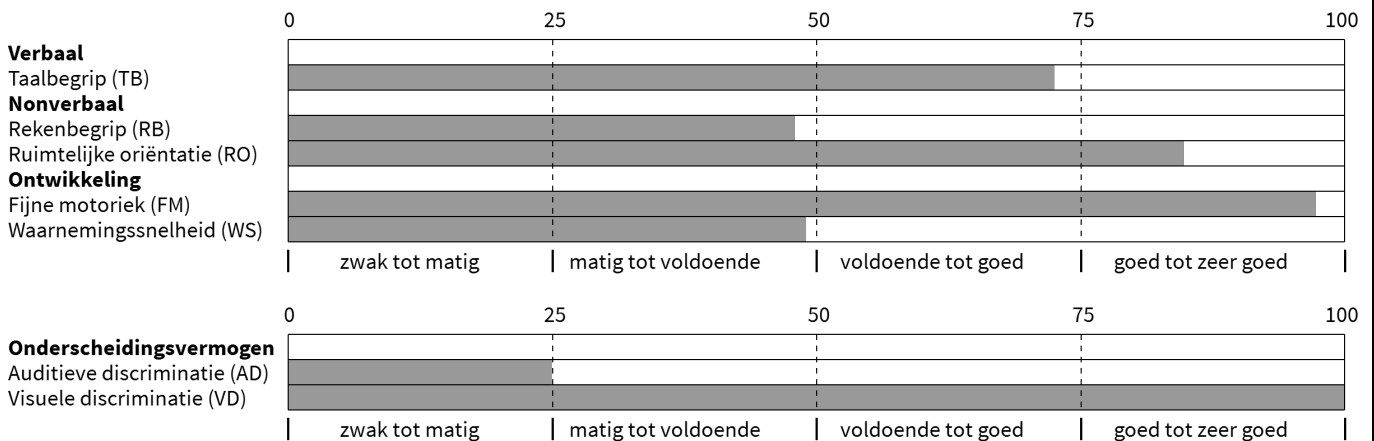 0 25 50 75 100
Verbaal
Taalbegrip (TB)
Nonverbaal
Rekenbegrip (RB)
Ruimtelijke oriëntatie (RO)
Ontwikkeling
Fijne motoriek (FM)
Waarnemingssnelheid (WS)
zwak tot matig matig tot voldoende voldoende tot goed goed tot zeer goed
0 25 50 75 100
Onderscheidingsvermogen
Auditieve discriminatie (AD)
Visuele discriminatie (VD)
zwak tot matig matig tot voldoende voldoende tot goed goed tot zeer goed